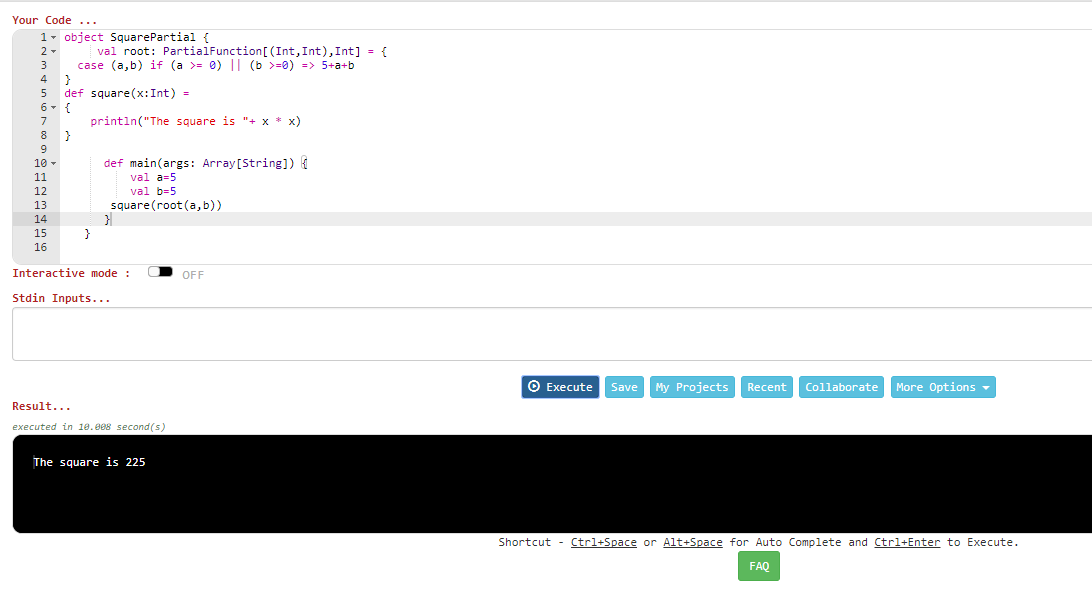 Your Code ...
1 object SquarePartial {
2 val root: PartialFunction[(Int,Int),Int] = {
3 case (a,b) if (a >= 0) || (b >=0) => 5+a+b
4 }
5 def square(x:Int) =
6 {
7 println("The square is "+ x * x)
8 }
9
10 def main(args: Array[String]) {
11 val a=5
12 val b=5
13 square(root(a,b))
14 }
15 }
16
Interactive mode : OFF
Stdin Inputs...
Execute Save My Projects Recent Collaborate More Options
Result...
executed in 10.008 second(s)
The square is 225
Shortcut - Ctrl+Space or Alt+Space for Auto Complete and Ctrl+Enter to Execute.
FAQ